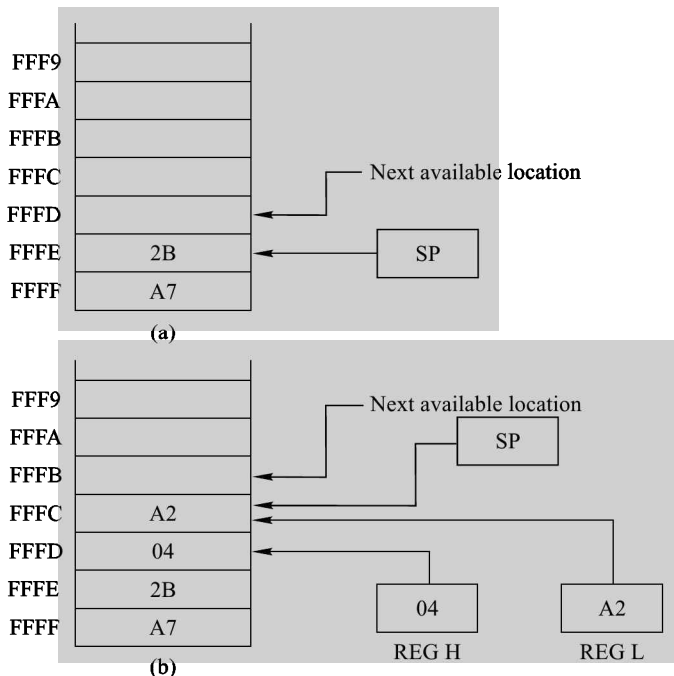 FFF9
FFFA
FFFB
FFFC
Next available location
FFFD
FFFE
2B
SP
FFFF
A7
(a)
FFF9
Next available location
FFFA
SP
FFFB
FFFC
A2
FFFD
04
FFFE
2B
04
A2
FFFF
A7
REG H
REG L
(b)